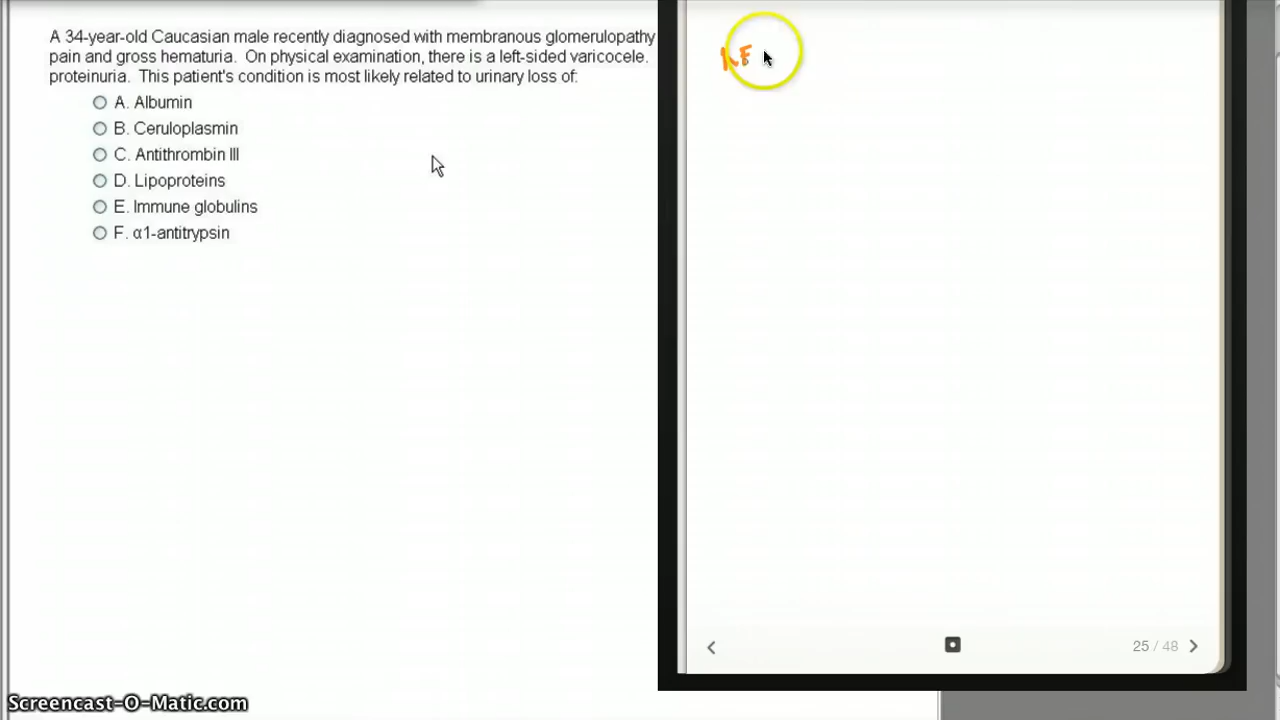 A 34-year-old Caucasian male recently diagnosed with membranous glomerulopathy
pain and gross hematuria. On physical examination, there is a left-sided varicocele.
proteinuria. This patient's condition is most likely related to urinary loss of:
A. Albumin
B. Ceruloplasmin
C. Antithrombin III
D. Lipoproteins
E. Immune globulins
F. α1-antitrypsin
25 / 48
Screencast-O-Matic.com